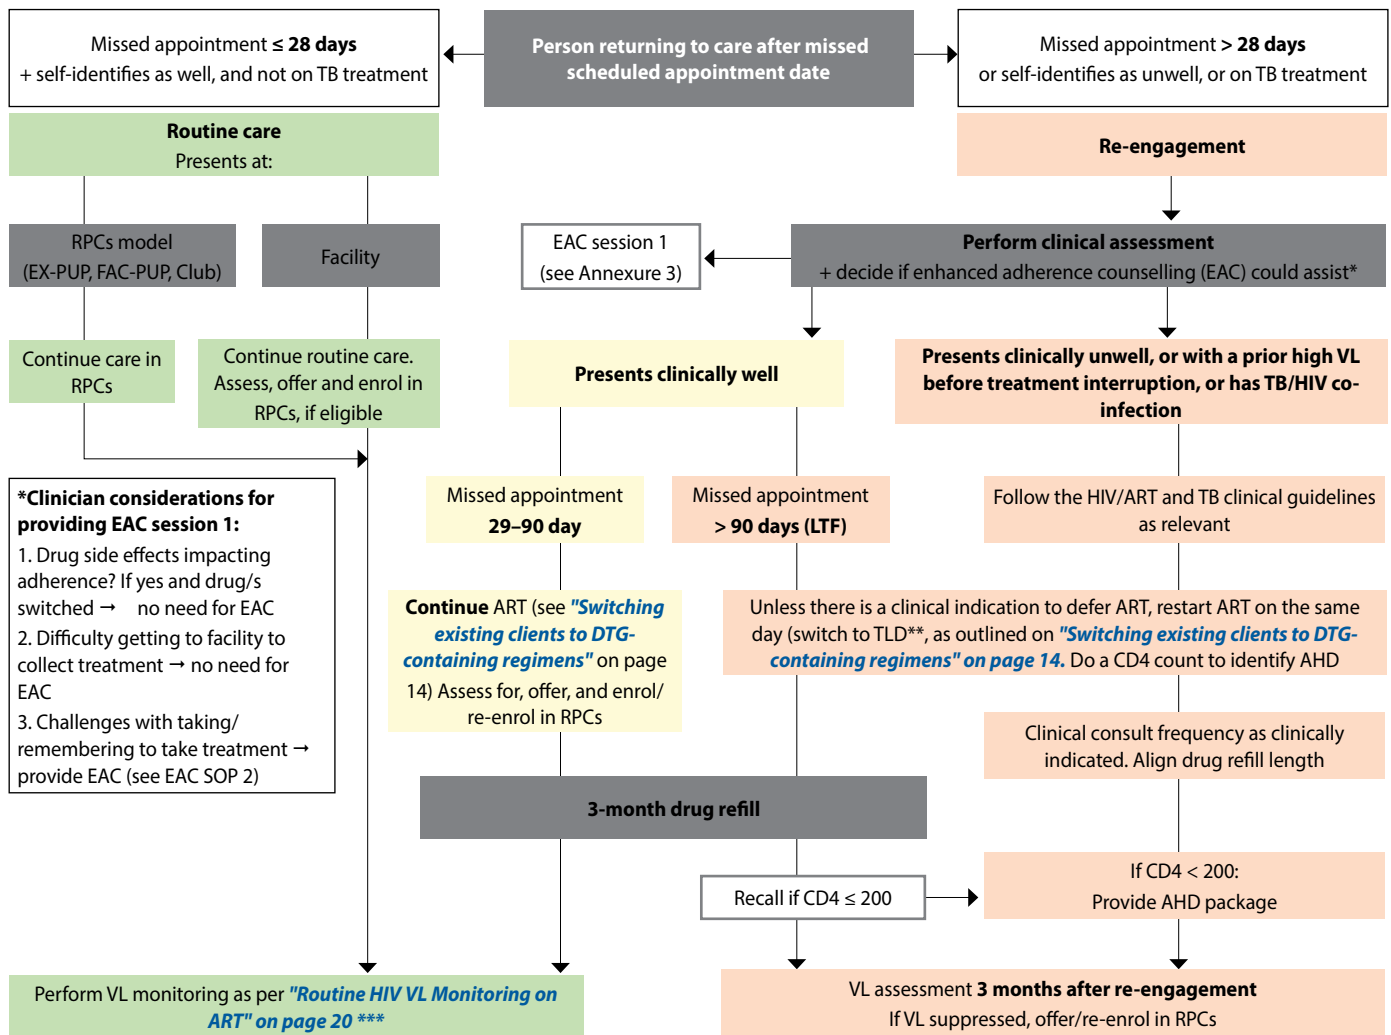 Missed appointment ≤ 28 days
+ self-identifies as well, and not on TB treatment
Person returning to care after missed
scheduled appointment date
Missed appointment > 28 days
or self-identifies as unwell, or on TB treatment
Routine care
Presents at:
Re-engagement
RPCs model
(EX-PUP, FAC-PUP, Club)
Facility
EAC session 1
(see Annexure 3)
Perform clinical assessment
+ decide if enhanced adherence counselling (EAC) could assist*
Continue care in
RPCs
Continue routine care.
Assess, offer and enrol in
RPCs, if eligible
Presents clinically well
Presents clinically unwell, or with a prior high VL
before treatment interruption, or has TB/HIV co-
infection
*Clinician considerations for
providing EAC session 1:
1. Drug side effects impacting
adherence? If yes and drug/s
switched → no need for EAC
2. Difficulty getting to facility to
collect treatment → no need for
EAC
3. Challenges with taking/
remembering to take treatment →
provide EAC (see EAC SOP 2)
Missed appointment
29–90 day
Missed appointment
> 90 days (LTF)
Follow the HIV/ART and TB clinical guidelines
as relevant
Continue ART (see "Switching
existing clients to DTG-
containing regimens" on page
14) Assess for, offer, and enrol/
re-enrol in RPCs
Unless there is a clinical indication to defer ART, restart ART on the same
day (switch to TLD**, as outlined on "Switching existing clients to DTG-
containing regimens" on page 14. Do a CD4 count to identify AHD
Clinical consult frequency as clinically
indicated. Align drug refill length
3-month drug refill
Recall if CD4 ≤ 200
If CD4 < 200:
Provide AHD package
Perform VL monitoring as per "Routine HIV VL Monitoring on
ART" on page 20 ***
VL assessment 3 months after re-engagement
If VL suppressed, offer/re-enrol in RPCs